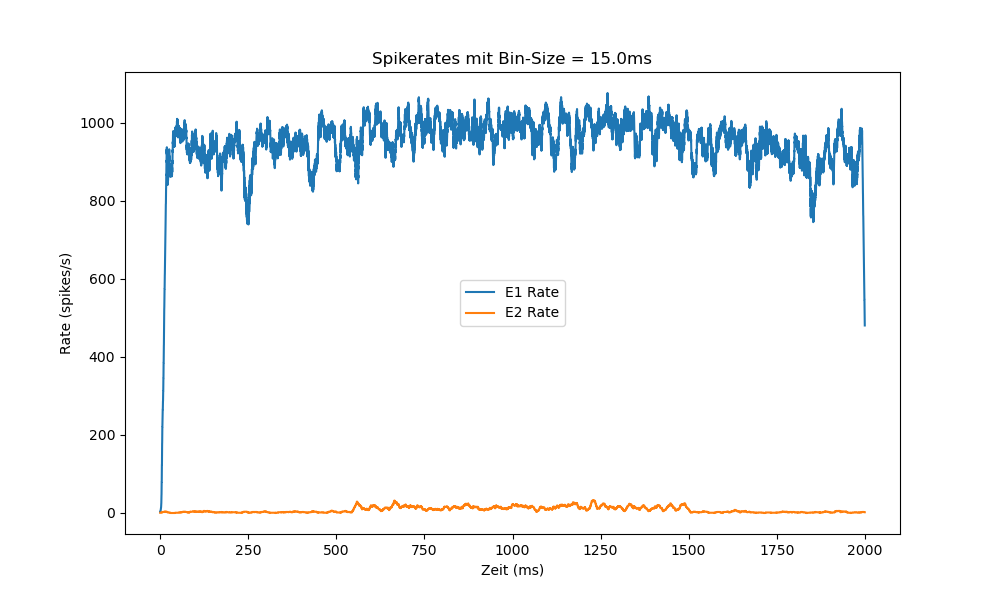 Spikerates mit Bin-Size = 15.0ms
1000
800
600
400
200
0
Rate (spikes/s)
E1 Rate
E2 Rate
0 250 500 750 1000 1250 1500 1750 2000
Zeit (ms)